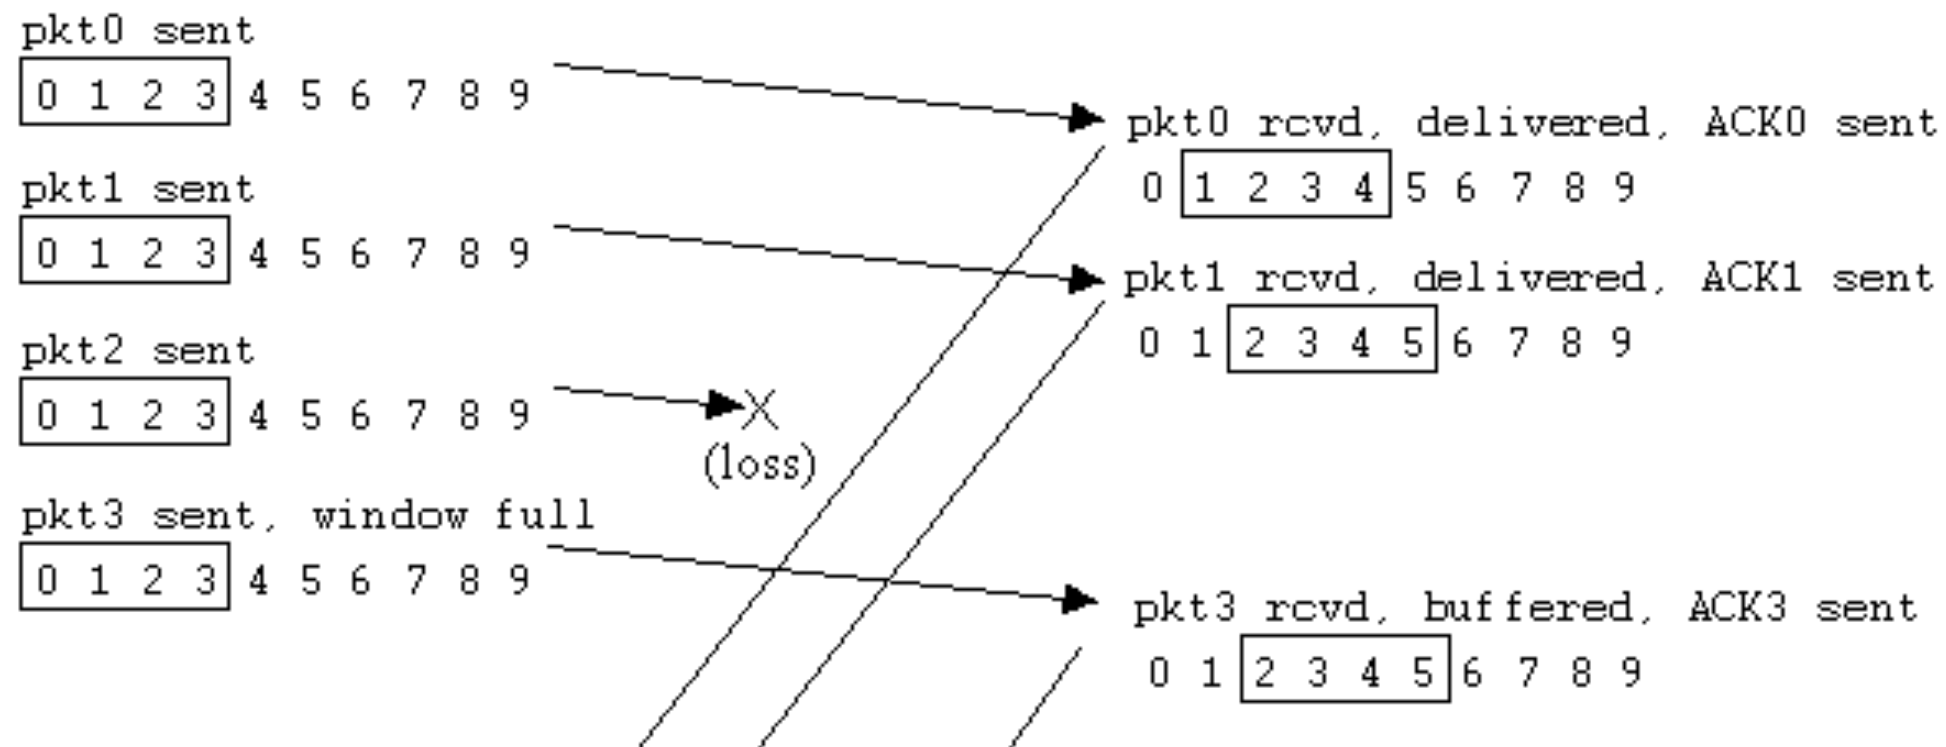 pkt0 sent
0 1 2 3 4 5 6 7 8 9
pkt0 rcvd, delivered, ACK0 sent
0 1 2 3 4 5 6 7 8 9
pkt1 sent
0 1 2 3 4 5 6 7 8 9
pkt1 rcvd, delivered, ACK1 sent
0 1 2 3 4 5 6 7 8 9
pkt2 sent
0 1 2 3 4 5 6 7 8 9
X
(loss)
pkt3 sent, window full
0 1 2 3 4 5 6 7 8 9
pkt3 rcvd, buffered, ACK3 sent
0 1 2 3 4 5 6 7 8 9